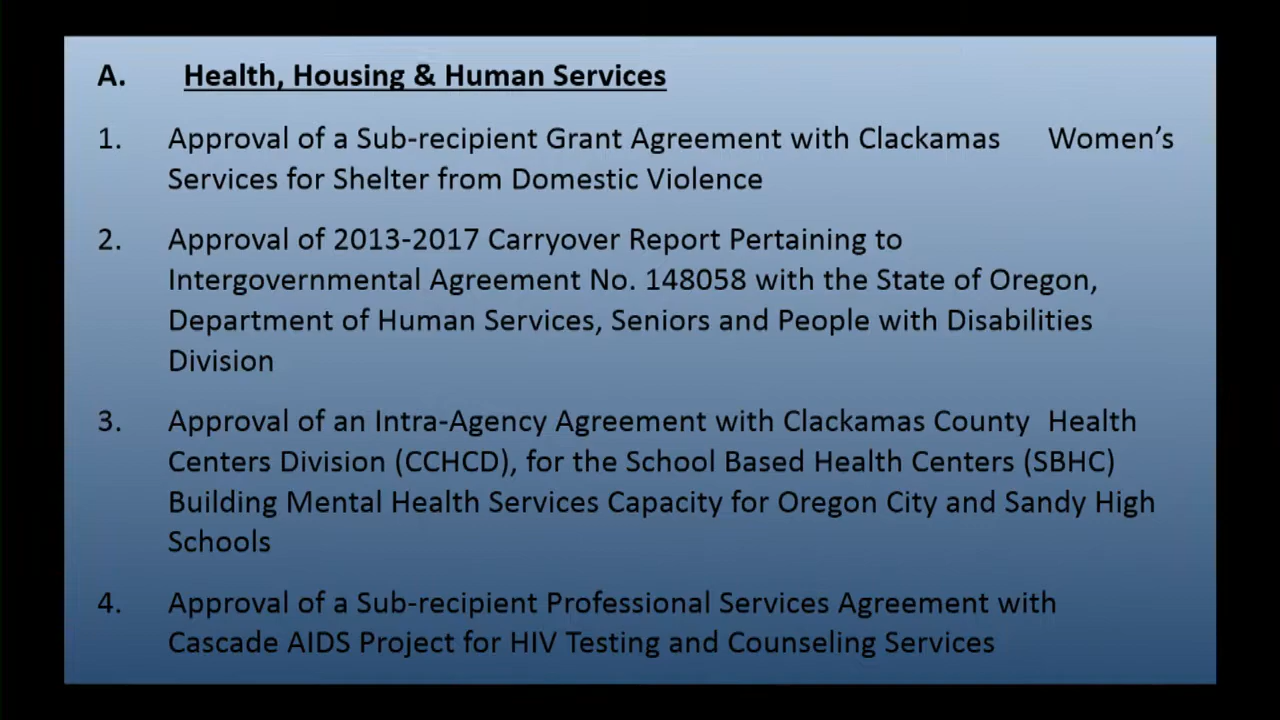 A. Health, Housing & Human Services
1. Approval of a Sub-recipient Grant Agreement with Clackamas Women’s
Services for Shelter from Domestic Violence
2. Approval of 2013-2017 Carryover Report Pertaining to
Intergovernmental Agreement No. 148058 with the State of Oregon,
Department of Human Services, Seniors and People with Disabilities
Division
3. Approval of an Intra-Agency Agreement with Clackamas County Health
Centers Division (CCHCD), for the School Based Health Centers (SBHC)
Building Mental Health Services Capacity for Oregon City and Sandy High
Schools
4. Approval of a Sub-recipient Professional Services Agreement with
Cascade AIDS Project for HIV Testing and Counseling Services